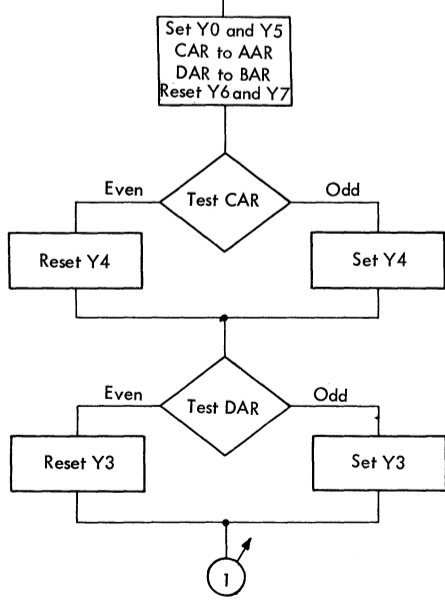 Set Y0 and Y5
CAR to AAR
DAR to BAR
Reset Y6 and Y7
Even
Test CAR
Odd
Reset Y4
Set Y4
Even
Test DAR
Odd
Reset Y3
Set Y3
1